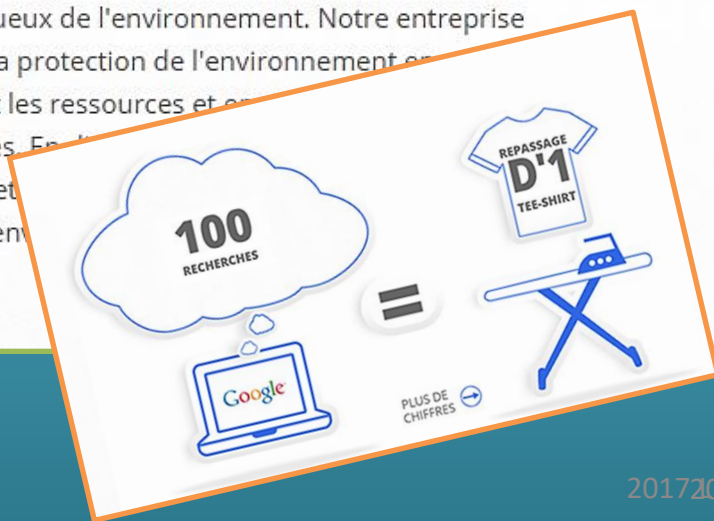 ueux de l'environnement. Notre entreprise
a protection de l'environnement
les ressources et
100
RECHERCHES
Google
=
REPASSAGE
D'1
TEE-SHIRT
PLUS DE
CHIFFRES
2017